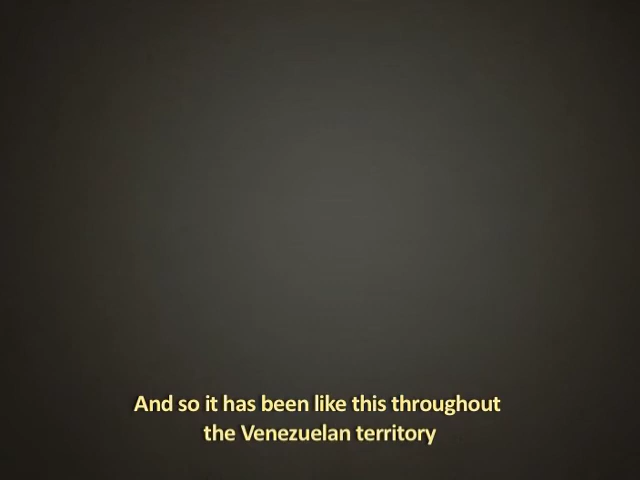 And so it has been like this throughout
the Venezuelan territory